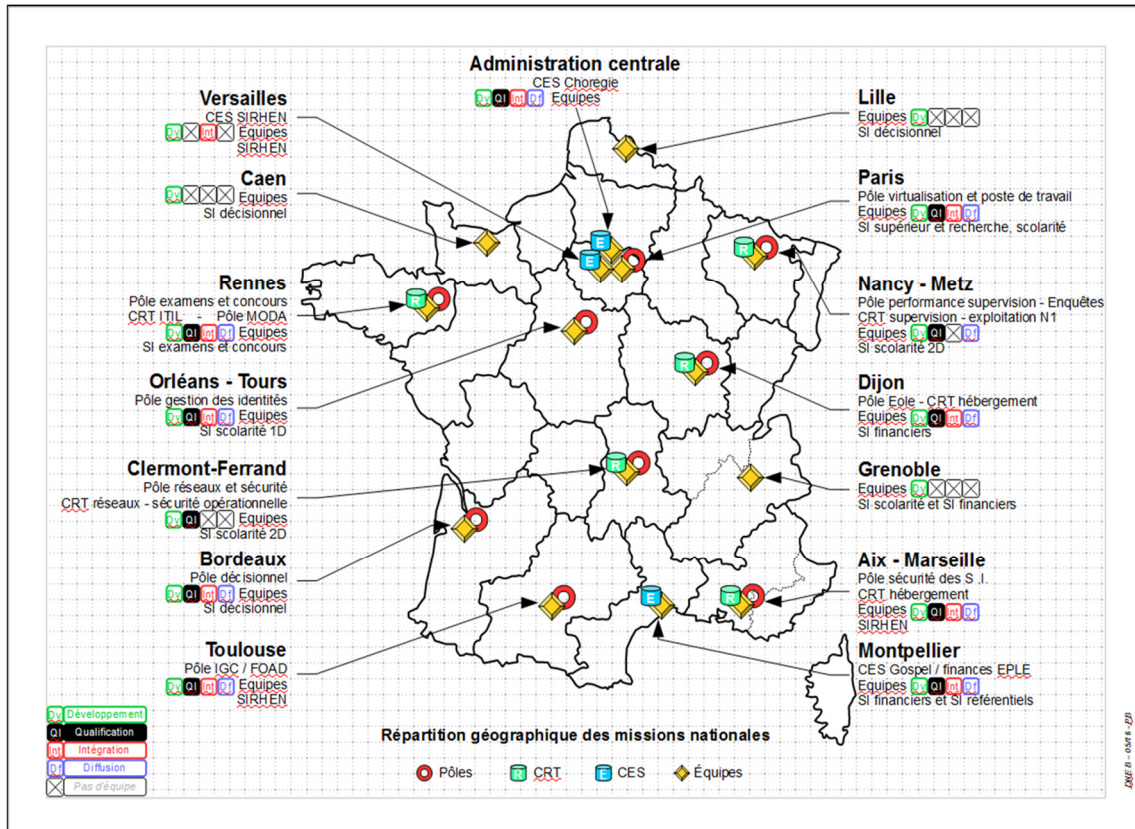 Administration centrale
CES Choregie
Dv QI Int Df Equipes
Versailles
CES SIRHEN
Dv Int Equipes
SIRHEN
Caen
Dv Equipes
SI décisionnel
Rennes
Pôle examens et concours
CRT ITIL - Pôle MODA
Dv QI Int Df Equipes
SI examens et concours
Orléans - Tours
Pôle gestion des identités
Dv QI Int Df Equipes
SI scolarité 1D
Clermont-Ferrand
Pôle réseaux et sécurité
CRT réseaux - sécurité opérationnelle
Dv QI Equipes
SI scolarité 2D
Bordeaux
Pôle décisionnel
Dv QI Int Df Equipes
SI décisionnel
Toulouse
Pôle IGC / FOAD
Dv QI Int Df Equipes
SIRHEN
Lille
Equipes Dv
SI décisionnel
Paris
Pôle virtualisation et poste de travail
Equipes Dv QI Int Df
SI supérieur et recherche, scolarité
Nancy - Metz
Pôle performance supervision - Enquêtes
CRT supervision - exploitation N1
Equipes Dv QI Df
SI scolarité 2D
Dijon
Pôle Eole - CRT hébergement
Equipes Dv QI Int Df
SI financiers
Grenoble
Equipes Dv
SI scolarité et SI financiers
Aix - Marseille
Pôle sécurité des S .I.
CRT hébergement
Equipes Dv QI Int Df
SIRHEN
Montpellier
CES Gospel / finances EPLE
Equipes Dv QI Int Df
SI financiers et SI référentiels
E
E
R
R
R
R
E
R
Dv Développement
QI Qualification
Int Intégration
Df Diffusion
Pas d'équipe
Répartition géographique des missions nationales
Pôles R CRT E CES Équipes